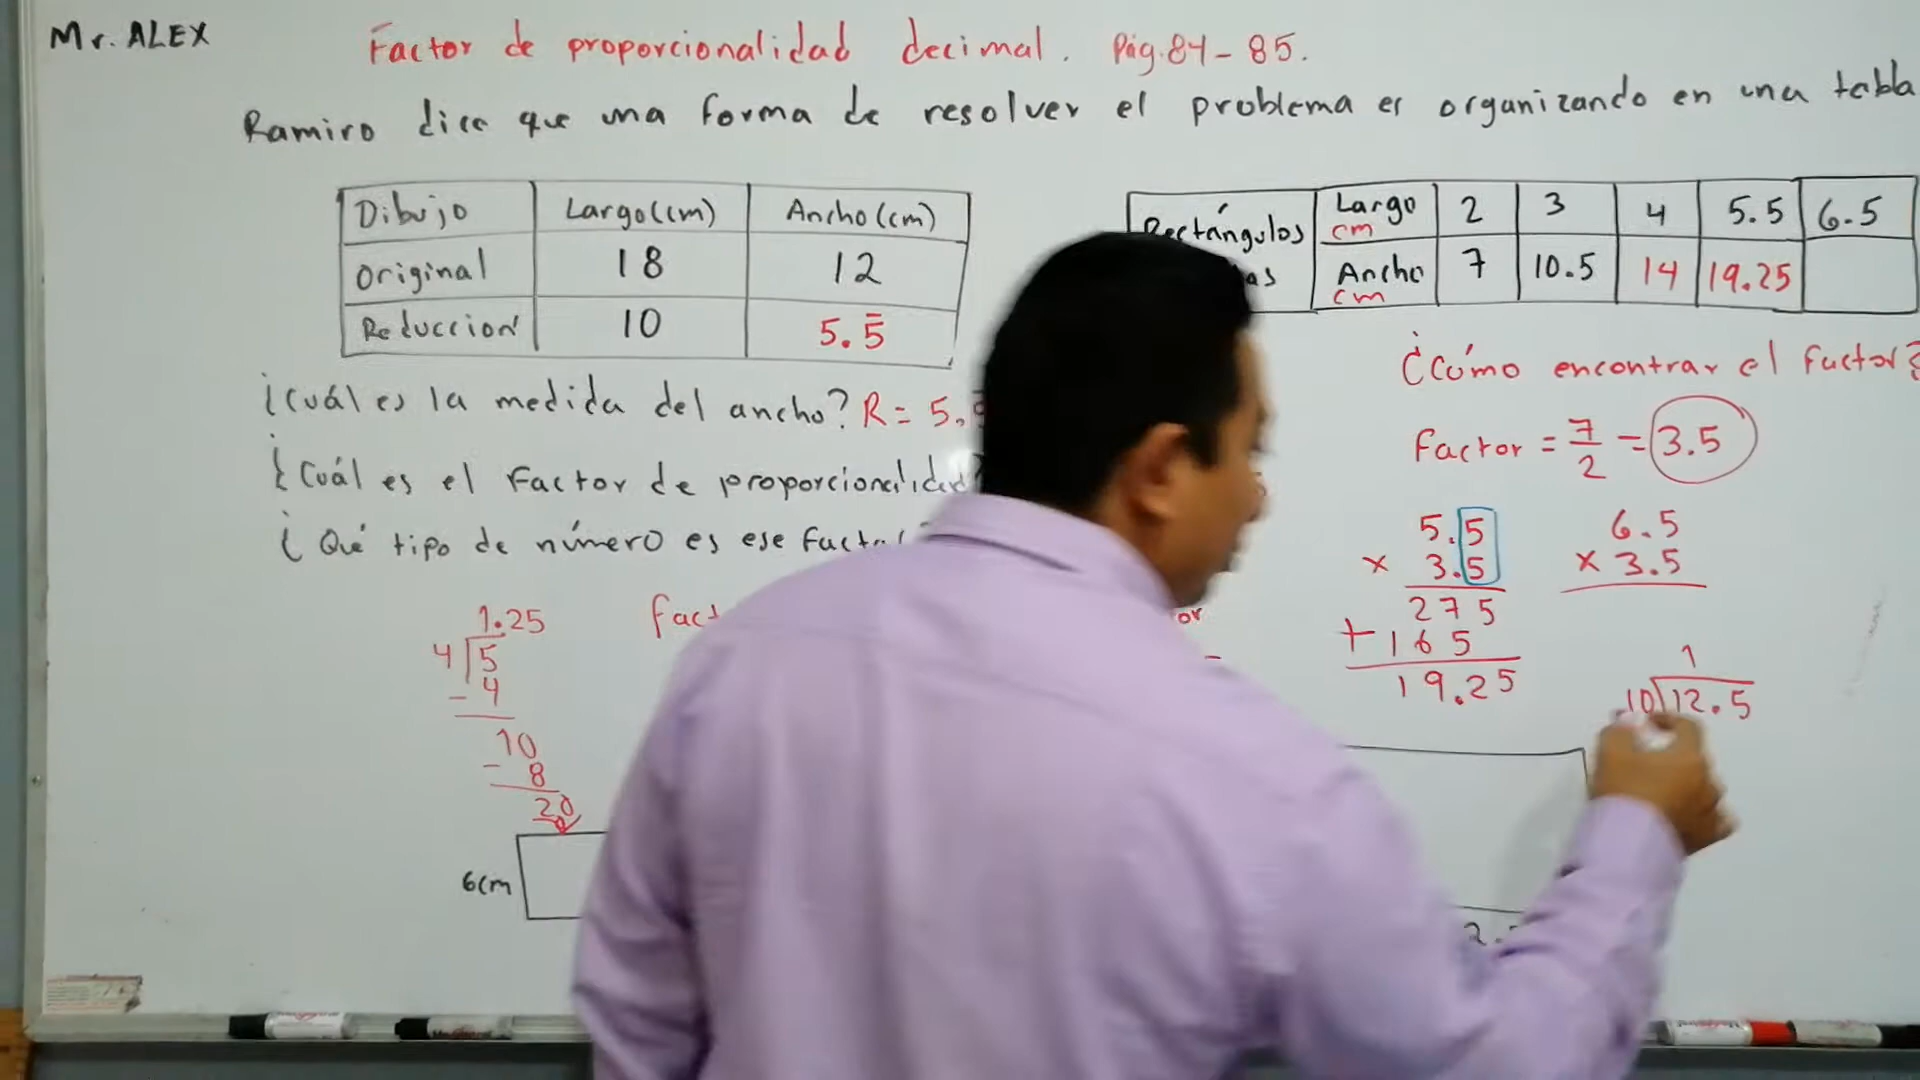 Mr. ALEX
Factor de proporcionalidad decimal. Pág. 84-85.
Ramiro dice que una forma de resolver el problema es organizando en una tabla
Dibujo Largo(cm) Ancho(cm)
Original 18 12
Reduccion 10 5.5̅
Rectángulos Largo cm 2 3 4 5.5 6.5
Ancho cm 7 10.5 14 19.25
¿Cuál es la medida del ancho? R = 5.
¿Cuál es el Factor de proporcionalidad?
¿Qué tipo de número es ese
¿Cómo encontrar el factor?
Factor = 7/2 = 3.5
1.25
4 5
- 4
10
- 8
20
5.5
x 3.5
275
+ 165
19.25
6.5
x 3.5
1
10 12.5
6cm